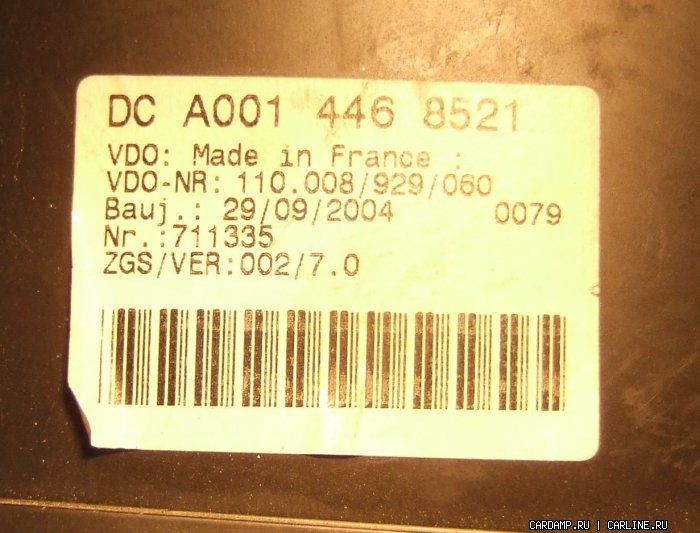 DC A001 446 8521
VDO: Made in France :
VDO-NR: 110.008/929/060
Bauj.: 29/09/2004 0079
Nr.:711335
ZGS/VER:002/7.0
CARDAMP.RU | CARLINE.RU